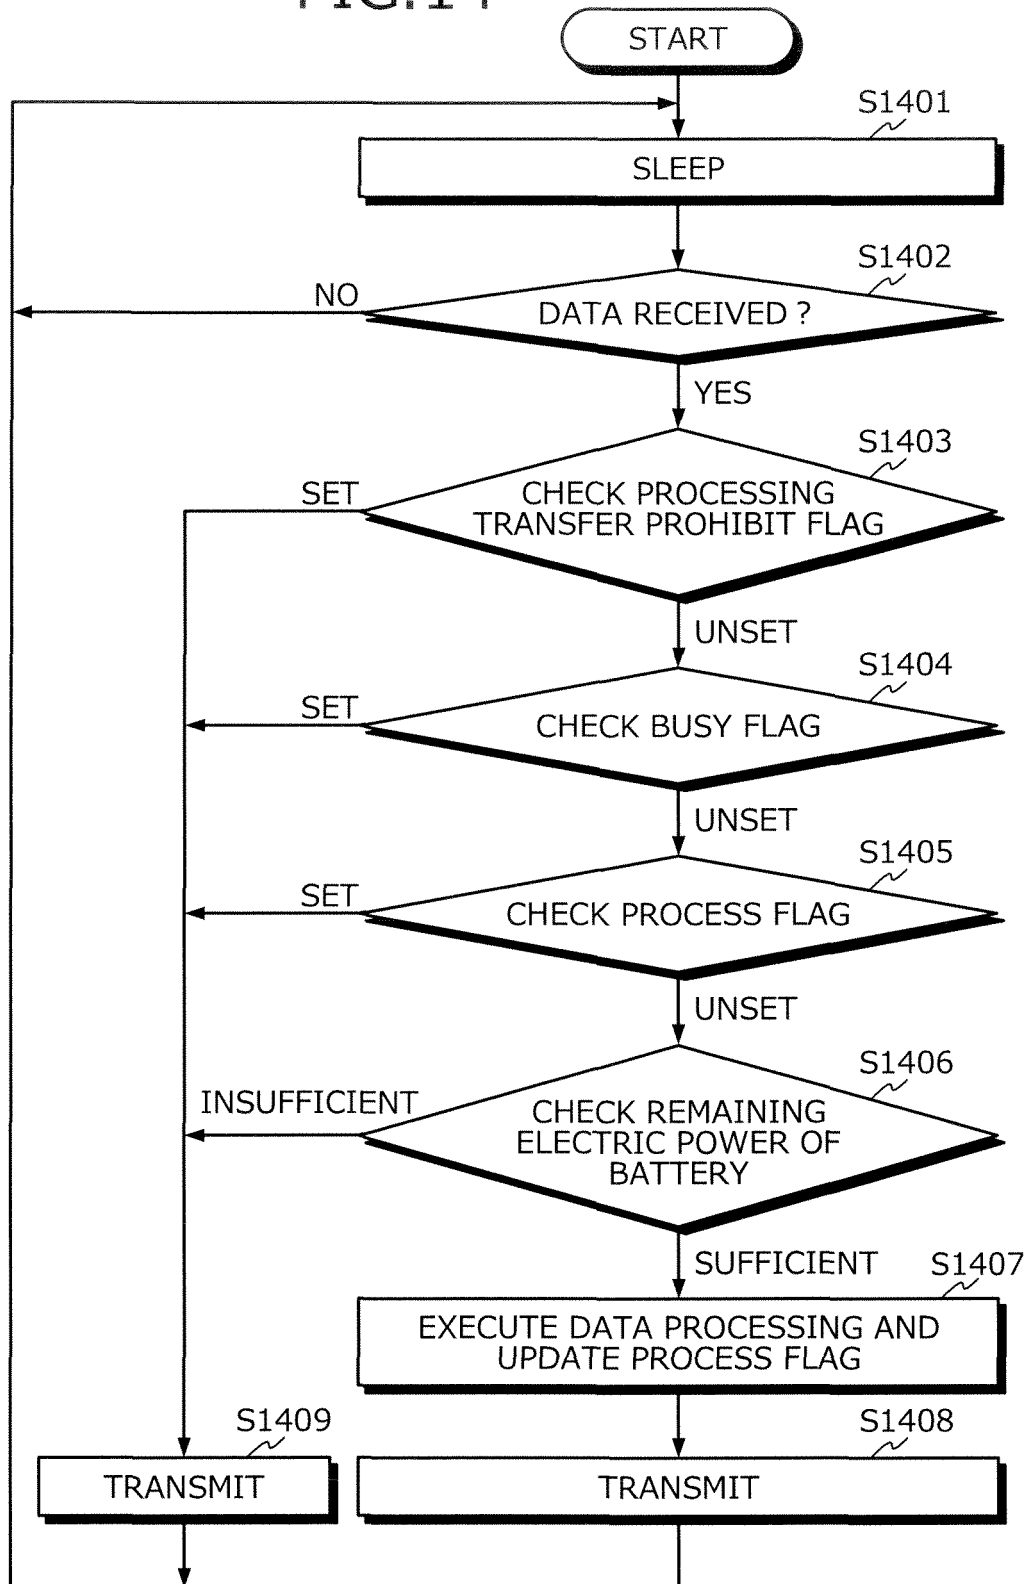 START
S1401
SLEEP
S1402
NO
DATA RECEIVED ?
YES
S1403
SET
CHECK PROCESSING
TRANSFER PROHIBIT FLAG
UNSET
S1404
SET
CHECK BUSY FLAG
UNSET
S1405
SET
CHECK PROCESS FLAG
UNSET
S1406
INSUFFICIENT
CHECK REMAINING
ELECTRIC POWER OF
BATTERY
SUFFICIENT
S1407
EXECUTE DATA PROCESSING AND
UPDATE PROCESS FLAG
S1409
S1408
TRANSMIT
TRANSMIT